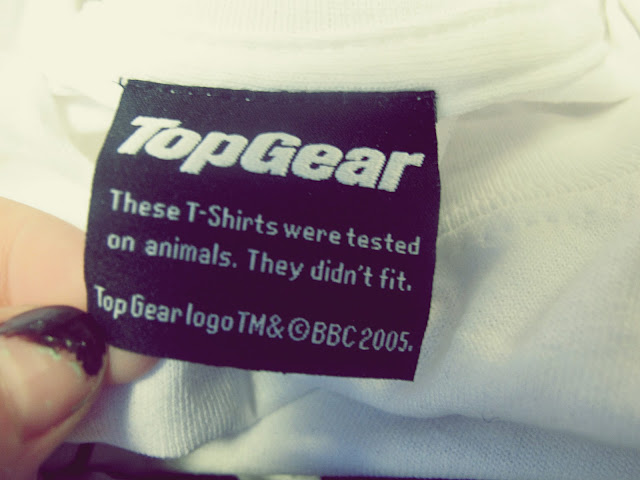 TopGear
These T-Shirts were tested
on animals. They didn't fit.
Top Gear logo TM & © BBC 2005.